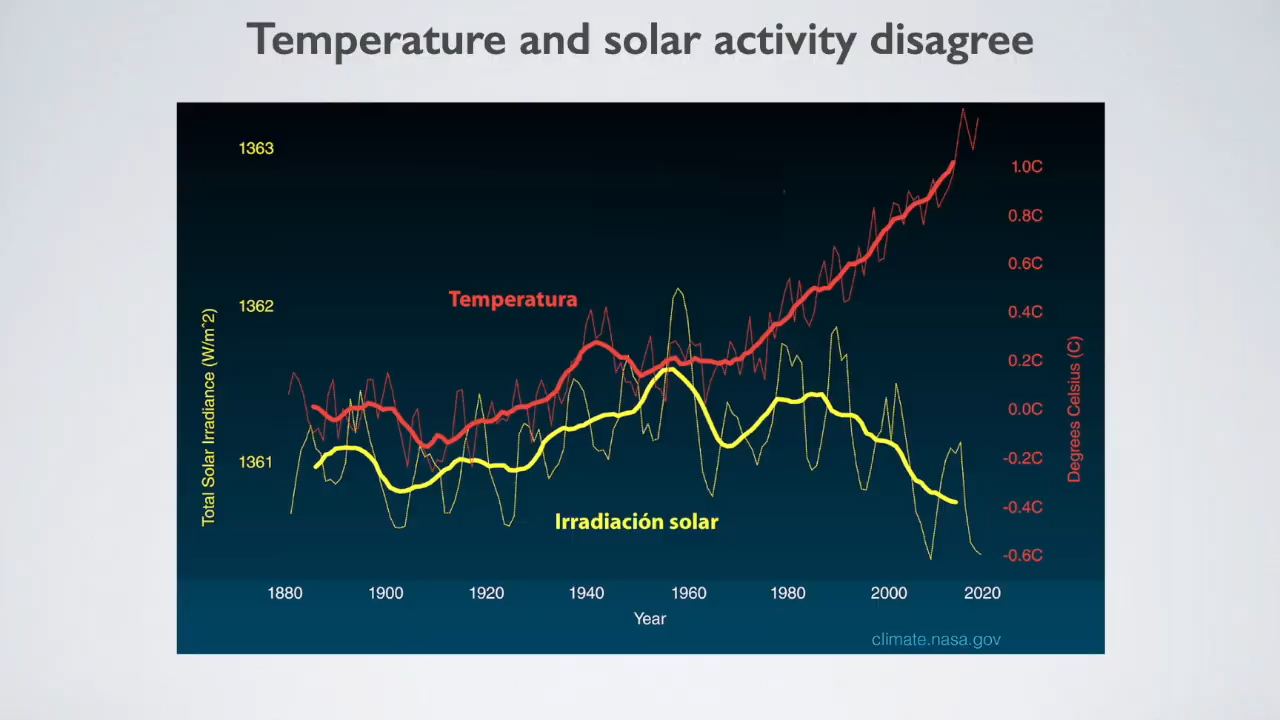 Temperature and solar activity disagree
1363
1362
1361
Total Solar Irradiance (W/m^2)
Temperatura
Irradiación solar
1.0C
0.8C
0.6C
0.4C
0.2C
0.0C
-0.2C
-0.4C
-0.6C
Degrees Celsius (C)
1880 1900 1920 1940 1960 1980 2000 2020
Year
climate.nasa.gov